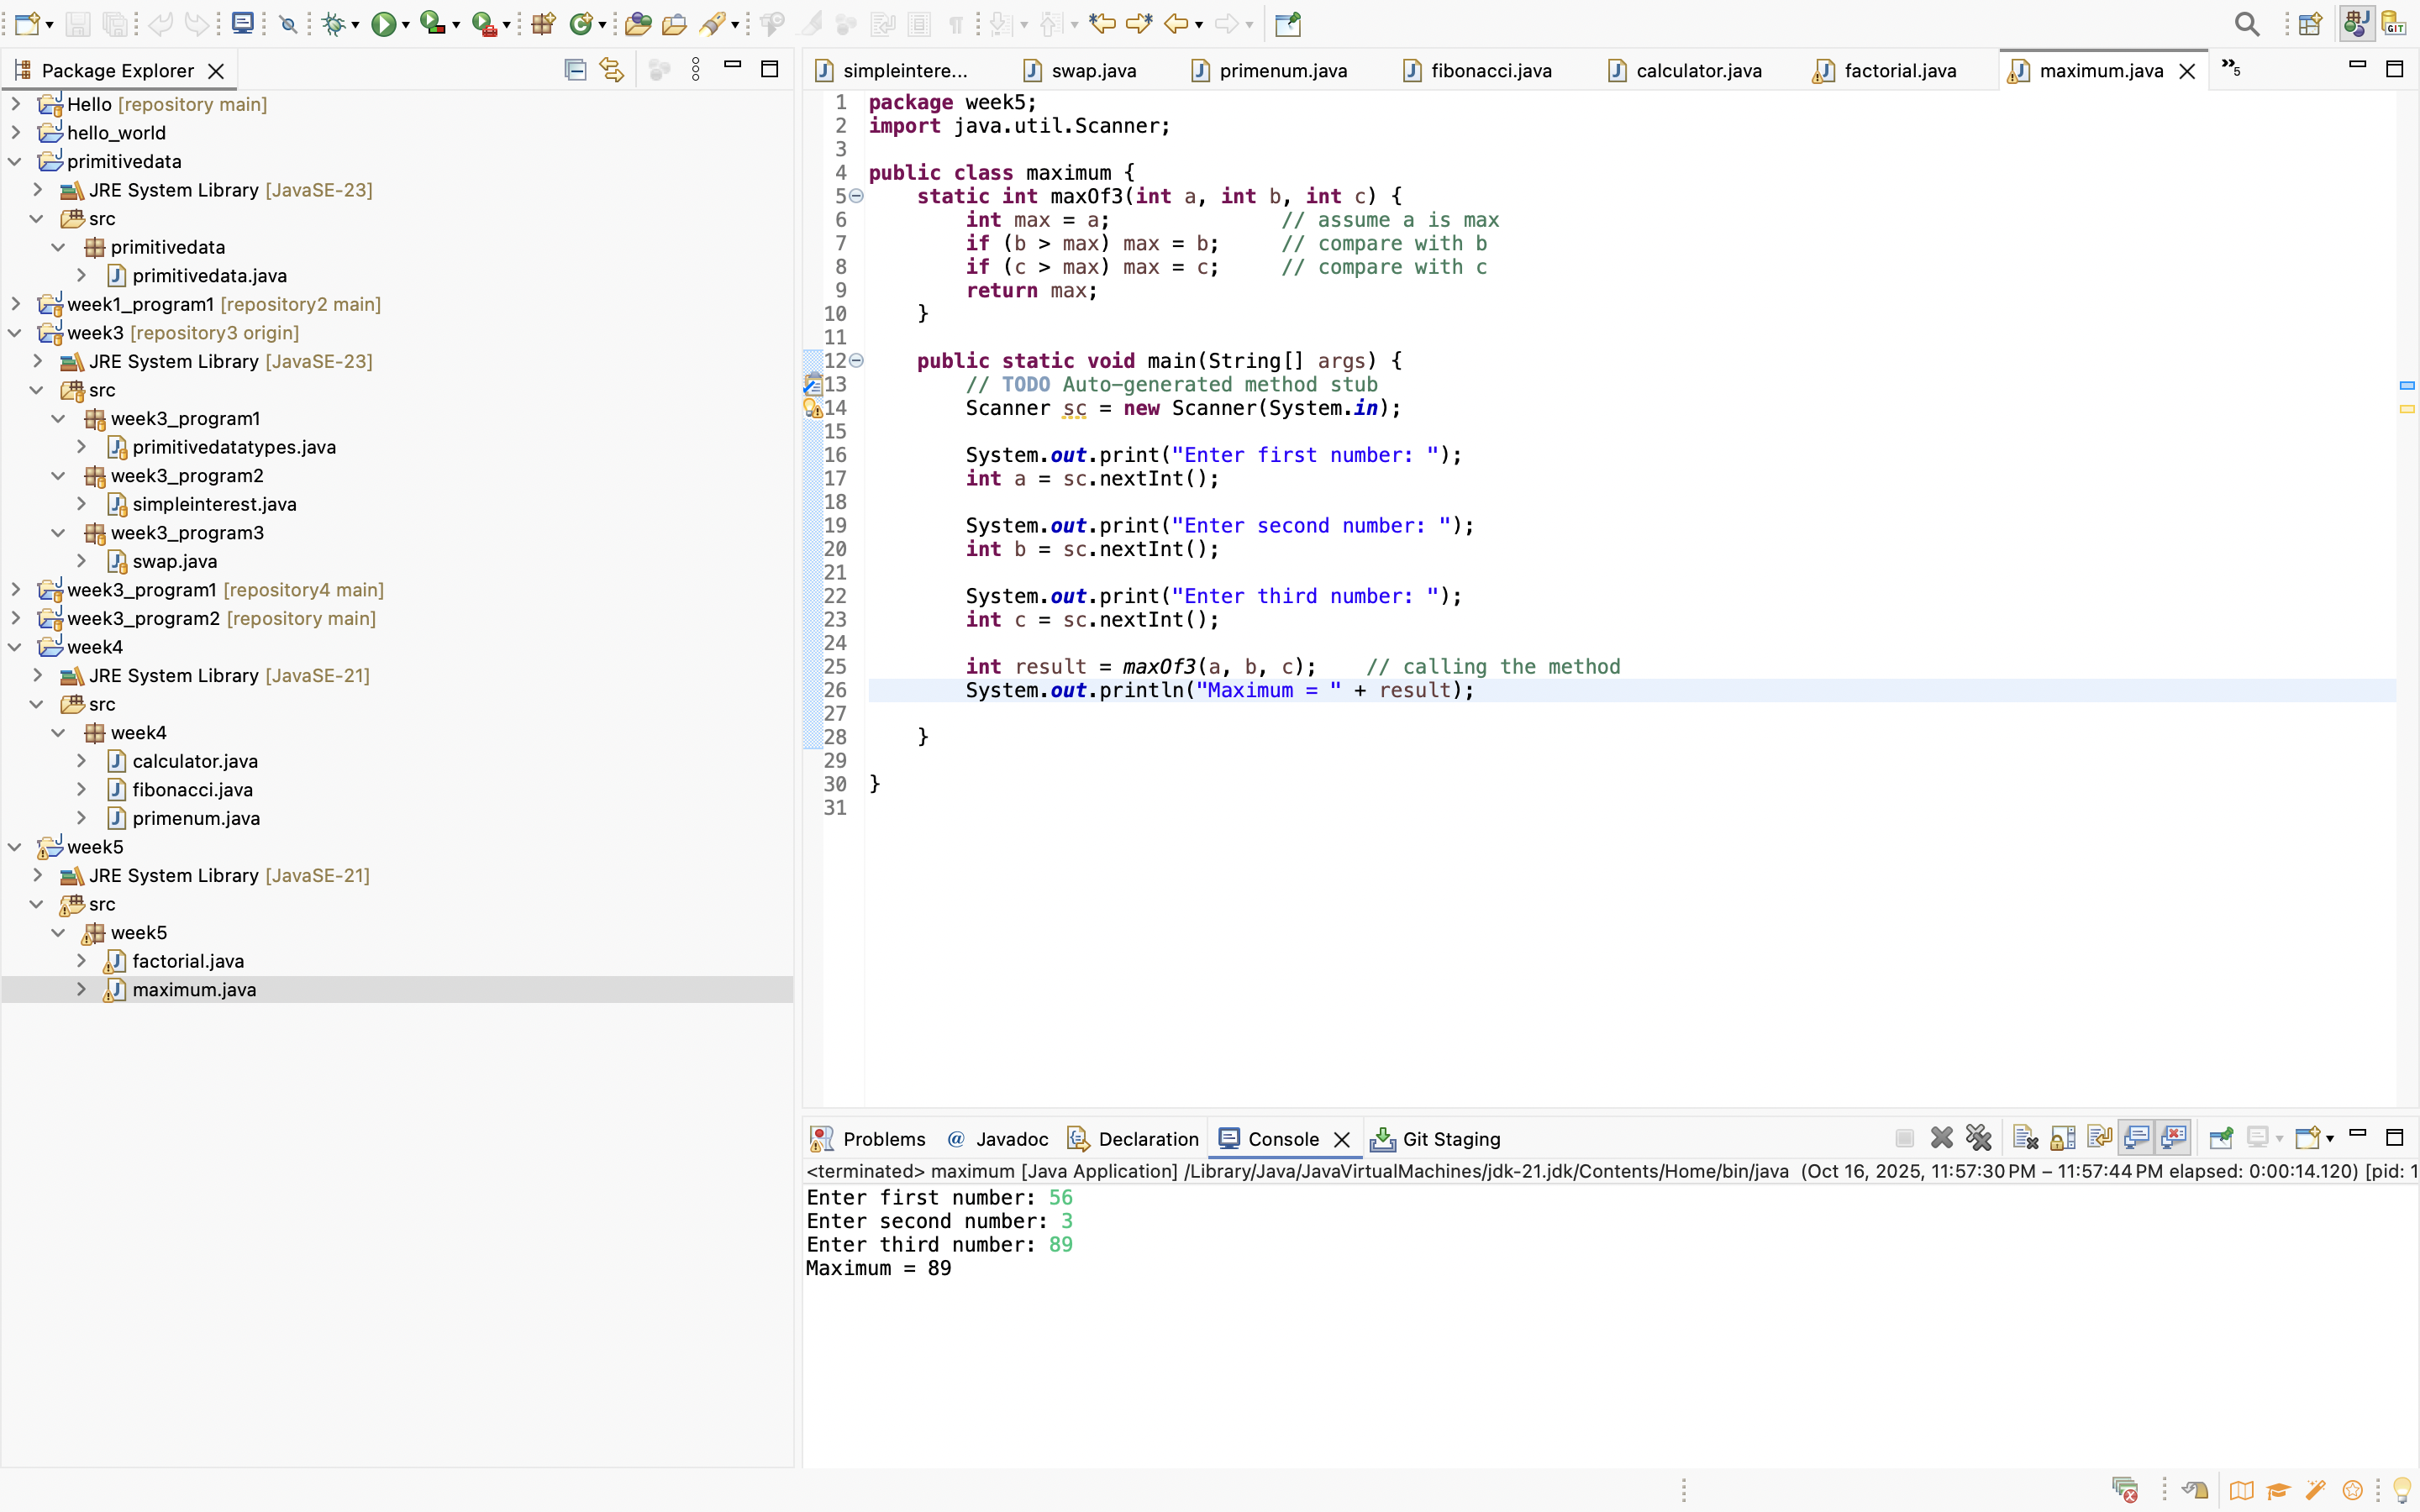 GIT
Package Explorer
Hello [repository main]
hello_world
primitivedata
JRE System Library [JavaSE-23]
src
primitivedata
primitivedata.java
week1_program1 [repository2 main]
week3 [repository3 origin]
JRE System Library [JavaSE-23]
src
week3_program1
primitivedatatypes.java
week3_program2
simpleinterest.java
week3_program3
swap.java
week3_program1 [repository4 main]
week3_program2 [repository main]
week4
JRE System Library [JavaSE-21]
src
week4
calculator.java
fibonacci.java
primenum.java
week5
JRE System Library [JavaSE-21]
src
week5
factorial.java
maximum.java
simpleintere... swap.java primenum.java fibonacci.java calculator.java factorial.java maximum.java »5
1 package week5;
2 import java.util.Scanner;
3
4 public class maximum {
5 static int maxOf3(int a, int b, int c) {
6 int max = a; // assume a is max
7 if (b > max) max = b; // compare with b
8 if (c > max) max = c; // compare with c
9 return max;
10 }
11
12 public static void main(String[] args) {
13 // TODO Auto-generated method stub
14 Scanner sc = new Scanner(System.in);
15
16 System.out.print("Enter first number: ");
17 int a = sc.nextInt();
18
19 System.out.print("Enter second number: ");
20 int b = sc.nextInt();
21
22 System.out.print("Enter third number: ");
23 int c = sc.nextInt();
24
25 int result = maxOf3(a, b, c); // calling the method
26 System.out.println("Maximum = " + result);
27
28 }
29
30 }
31
Problems @ Javadoc Declaration Console Git Staging
<terminated> maximum [Java Application] /Library/Java/JavaVirtualMachines/jdk-21.jdk/Contents/Home/bin/java (Oct 16, 2025, 11:57:30 PM – 11:57:44 PM elapsed: 0:00:14.120) [pid: 1
Enter first number: 56
Enter second number: 3
Enter third number: 89
Maximum = 89